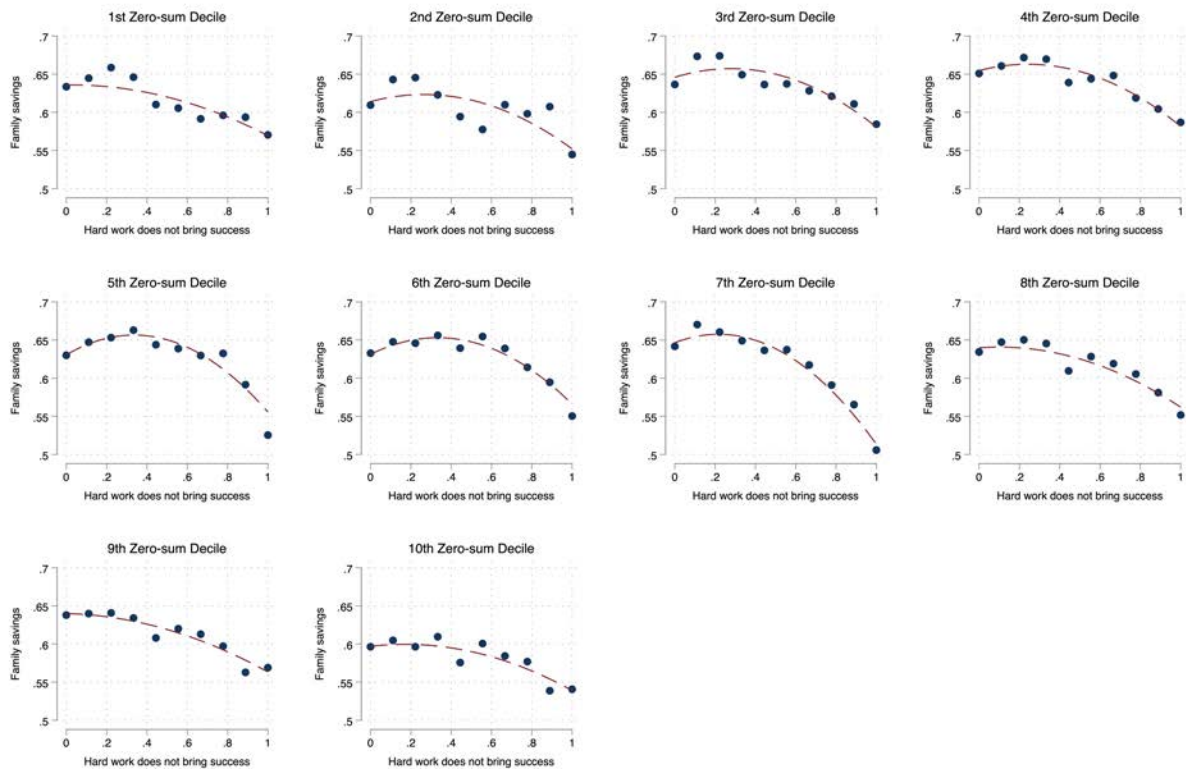 1st Zero-sum Decile
.7
.65
.6
.55
.5
Family savings
0 .2 .4 .6 .8 1
Hard work does not bring success
2nd Zero-sum Decile
.7
.65
.6
.55
.5
Family savings
0 .2 .4 .6 .8 1
Hard work does not bring success
3rd Zero-sum Decile
.7
.65
.6
.55
.5
Family savings
0 .2 .4 .6 .8 1
Hard work does not bring success
4th Zero-sum Decile
.7
.65
.6
.55
.5
Family savings
0 .2 .4 .6 .8 1
Hard work does not bring success
5th Zero-sum Decile
.7
.65
.6
.55
.5
Family savings
0 .2 .4 .6 .8 1
Hard work does not bring success
6th Zero-sum Decile
.7
.65
.6
.55
.5
Family savings
0 .2 .4 .6 .8 1
Hard work does not bring success
7th Zero-sum Decile
.7
.65
.6
.55
.5
Family savings
0 .2 .4 .6 .8 1
Hard work does not bring success
8th Zero-sum Decile
.7
.65
.6
.55
.5
Family savings
0 .2 .4 .6 .8 1
Hard work does not bring success
9th Zero-sum Decile
.7
.65
.6
.55
.5
Family savings
0 .2 .4 .6 .8 1
Hard work does not bring success
10th Zero-sum Decile
.7
.65
.6
.55
.5
Family savings
0 .2 .4 .6 .8 1
Hard work does not bring success